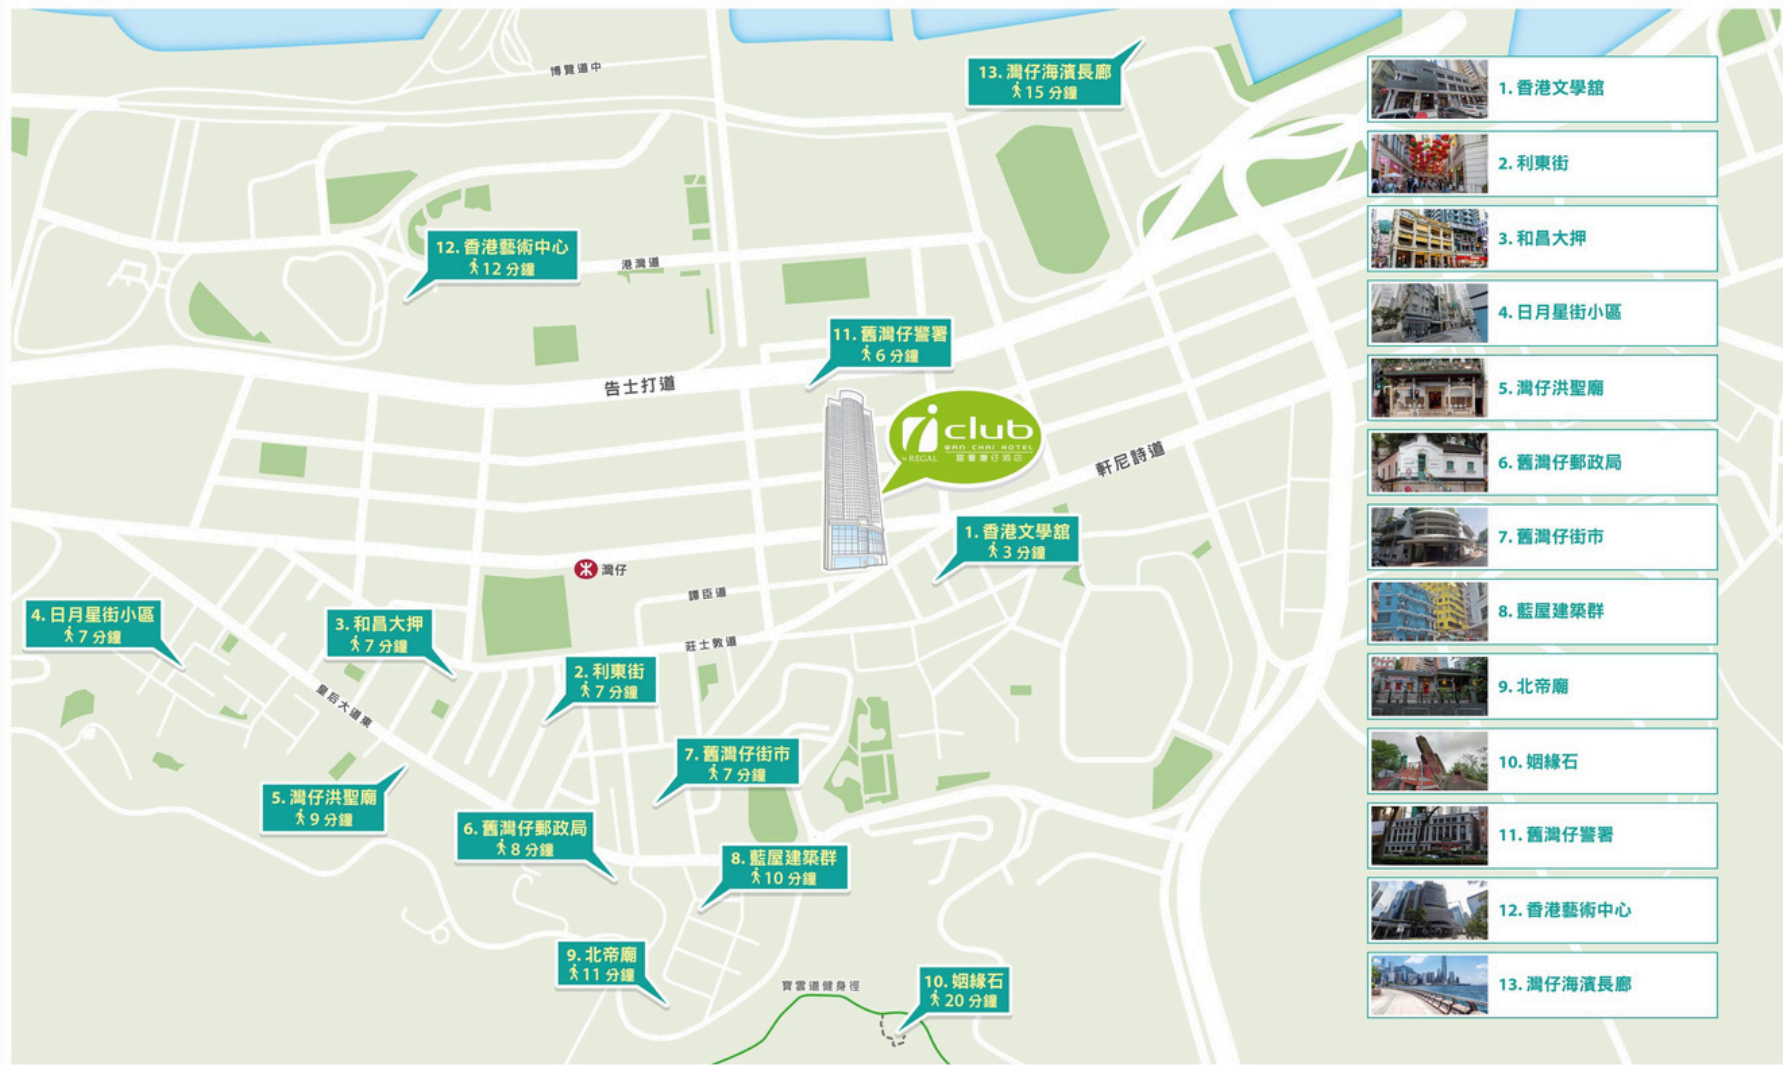 博覽道中
13. 灣仔海濱長廊
15 分鐘
12. 香港藝術中心
12 分鐘
港灣道
11. 舊灣仔警署
6 分鐘
告士打道
iclub
WAN CHAI HOTEL
by REGAL
富薈灣仔酒店
軒尼詩道
1. 香港文學舘
3 分鐘
灣仔
譚臣道
4. 日月星街小區
7 分鐘
3. 和昌大押
7 分鐘
莊士敦道
2. 利東街
7 分鐘
皇后大道東
7. 舊灣仔街市
7 分鐘
5. 灣仔洪聖廟
9 分鐘
6. 舊灣仔郵政局
8 分鐘
8. 藍屋建築群
10 分鐘
9. 北帝廟
11 分鐘
寶雲道健身徑
10. 姻緣石
20 分鐘
1. 香港文學舘
2. 利東街
3. 和昌大押
4. 日月星街小區
5. 灣仔洪聖廟
6. 舊灣仔郵政局
7. 舊灣仔街市
8. 藍屋建築群
9. 北帝廟
10. 姻緣石
11. 舊灣仔警署
12. 香港藝術中心
13. 灣仔海濱長廊